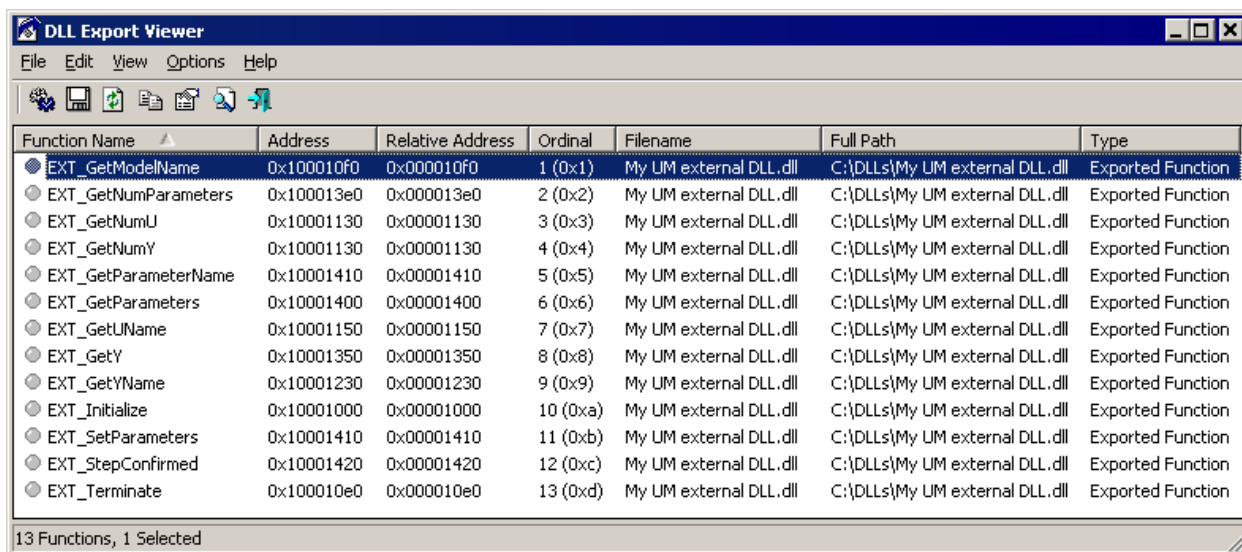 DLL Export Viewer
File Edit View Options Help
Function Name Address Relative Address Ordinal Filename Full Path Type
EXT_GetModelName 0x100010f0 0x000010f0 1 (0x1) My UM external DLL.dll C:\DLLs\My UM external DLL.dll Exported Function
EXT_GetNumParameters 0x100013e0 0x000013e0 2 (0x2) My UM external DLL.dll C:\DLLs\My UM external DLL.dll Exported Function
EXT_GetNumU 0x10001130 0x00001130 3 (0x3) My UM external DLL.dll C:\DLLs\My UM external DLL.dll Exported Function
EXT_GetNumY 0x10001130 0x00001130 4 (0x4) My UM external DLL.dll C:\DLLs\My UM external DLL.dll Exported Function
EXT_GetParameterName 0x10001410 0x00001410 5 (0x5) My UM external DLL.dll C:\DLLs\My UM external DLL.dll Exported Function
EXT_GetParameters 0x10001400 0x00001400 6 (0x6) My UM external DLL.dll C:\DLLs\My UM external DLL.dll Exported Function
EXT_GetUName 0x10001150 0x00001150 7 (0x7) My UM external DLL.dll C:\DLLs\My UM external DLL.dll Exported Function
EXT_GetY 0x10001350 0x00001350 8 (0x8) My UM external DLL.dll C:\DLLs\My UM external DLL.dll Exported Function
EXT_GetYName 0x10001230 0x00001230 9 (0x9) My UM external DLL.dll C:\DLLs\My UM external DLL.dll Exported Function
EXT_Initialize 0x10001000 0x00001000 10 (0xa) My UM external DLL.dll C:\DLLs\My UM external DLL.dll Exported Function
EXT_SetParameters 0x10001410 0x00001410 11 (0xb) My UM external DLL.dll C:\DLLs\My UM external DLL.dll Exported Function
EXT_StepConfirmed 0x10001420 0x00001420 12 (0xc) My UM external DLL.dll C:\DLLs\My UM external DLL.dll Exported Function
EXT_Terminate 0x100010e0 0x000010e0 13 (0xd) My UM external DLL.dll C:\DLLs\My UM external DLL.dll Exported Function
13 Functions, 1 Selected